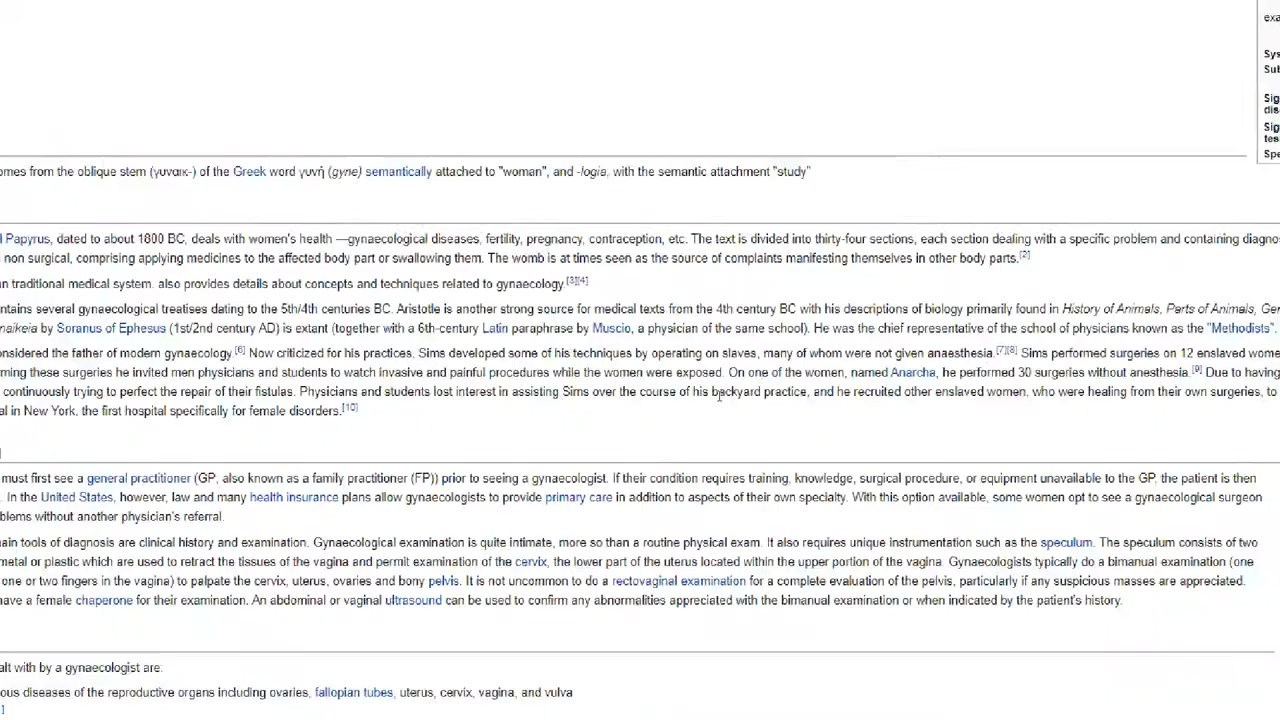 exa
Sys
Sub
Sig
dis
Sig
tes
Spe
omes from the oblique stem (γυναικ-) of the Greek word γυνή (gyne) semantically attached to "woman", and -logia, with the semantic attachment "study"
l Papyrus, dated to about 1800 BC, deals with women's health —gynaecological diseases, fertility, pregnancy, contraception, etc. The text is divided into thirty-four sections, each section dealing with a specific problem and containing diagno
non surgical, comprising applying medicines to the affected body part or swallowing them. The womb is at times seen as the source of complaints manifesting themselves in other body parts.[2]
n traditional medical system. also provides details about concepts and techniques related to gynaecology.[3][4]
ntains several gynaecological treatises dating to the 5th/4th centuries BC. Aristotle is another strong source for medical texts from the 4th century BC with his descriptions of biology primarily found in History of Animals, Parts of Animals, Gen
naikeia by Soranus of Ephesus (1st/2nd century AD) is extant (together with a 6th-century Latin paraphrase by Muscio, a physician of the same school). He was the chief representative of the school of physicians known as the "Methodists".
onsidered the father of modern gynaecology.[6] Now criticized for his practices, Sims developed some of his techniques by operating on slaves, many of whom were not given anaesthesia.[7][8] Sims performed surgeries on 12 enslaved wome
ming these surgeries he invited men physicians and students to watch invasive and painful procedures while the women were exposed. On one of the women, named Anarcha, he performed 30 surgeries without anesthesia.[9] Due to having
continuously trying to perfect the repair of their fistulas. Physicians and students lost interest in assisting Sims over the course of his backyard practice, and he recruited other enslaved women, who were healing from their own surgeries, to
al in New York, the first hospital specifically for female disorders.[10]
must first see a general practitioner (GP, also known as a family practitioner (FP)) prior to seeing a gynaecologist. If their condition requires training, knowledge, surgical procedure, or equipment unavailable to the GP, the patient is then
. In the United States, however, law and many health insurance plans allow gynaecologists to provide primary care in addition to aspects of their own specialty. With this option available, some women opt to see a gynaecological surgeon
blems without another physician's referral.
ain tools of diagnosis are clinical history and examination. Gynaecological examination is quite intimate, more so than a routine physical exam. It also requires unique instrumentation such as the speculum. The speculum consists of two
metal or plastic which are used to retract the tissues of the vagina and permit examination of the cervix, the lower part of the uterus located within the upper portion of the vagina. Gynaecologists typically do a bimanual examination (one
one or two fingers in the vagina) to palpate the cervix, uterus, ovaries and bony pelvis. It is not uncommon to do a rectovaginal examination for a complete evaluation of the pelvis, particularly if any suspicious masses are appreciated.
have a female chaperone for their examination. An abdominal or vaginal ultrasound can be used to confirm any abnormalities appreciated with the bimanual examination or when indicated by the patient's history.
alt with by a gynaecologist are:
ous diseases of the reproductive organs including ovaries, fallopian tubes, uterus, cervix, vagina, and vulva
]